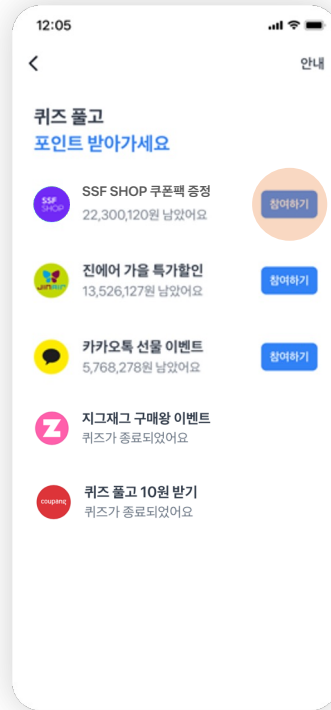 12:05
안내
퀴즈 풀고
포인트 받아가세요
SSF SHOP
SSF SHOP 쿠폰팩 증정
22,300,120원 남았어요
참여하기
JINAIR
진에어 가을 특가할인
13,526,127원 남았어요
참여하기
카카오톡 선물 이벤트
5,768,278원 남았어요
참여하기
Z
지그재그 구매왕 이벤트
퀴즈가 종료되었어요
coupang
퀴즈 풀고 10원 받기
퀴즈가 종료되었어요